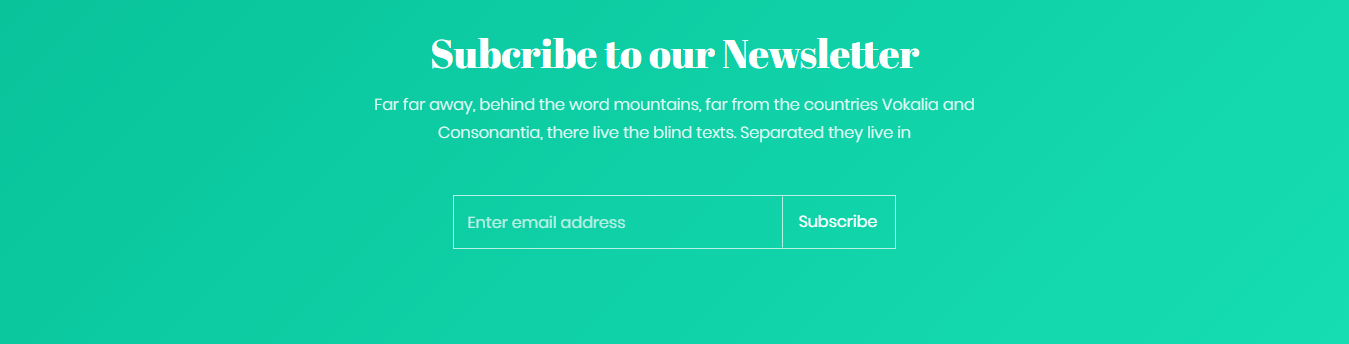 Subcribe to our Newsletter
Far far away, behind the word mountains, far from the countries Vokalia and
Consonantia, there live the blind texts. Separated they live in
Enter email address
Subscribe